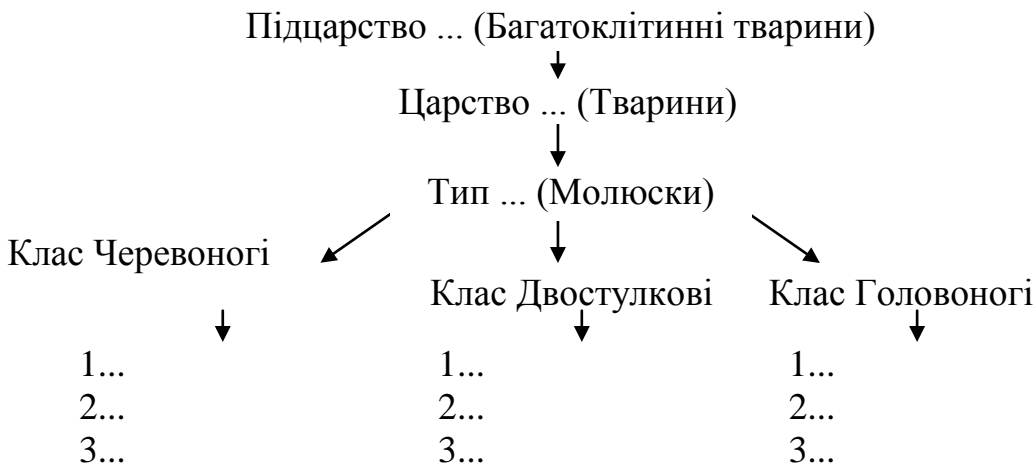 Підцарство ... (Багатоклітинні тварини)
Царство ... (Тварини)
Тип ... (Молюски)
Клас Черевоногі
Клас Двостулкові Клас Головоногі
1... 1... 1...
2... 2... 2...
3... 3... 3...